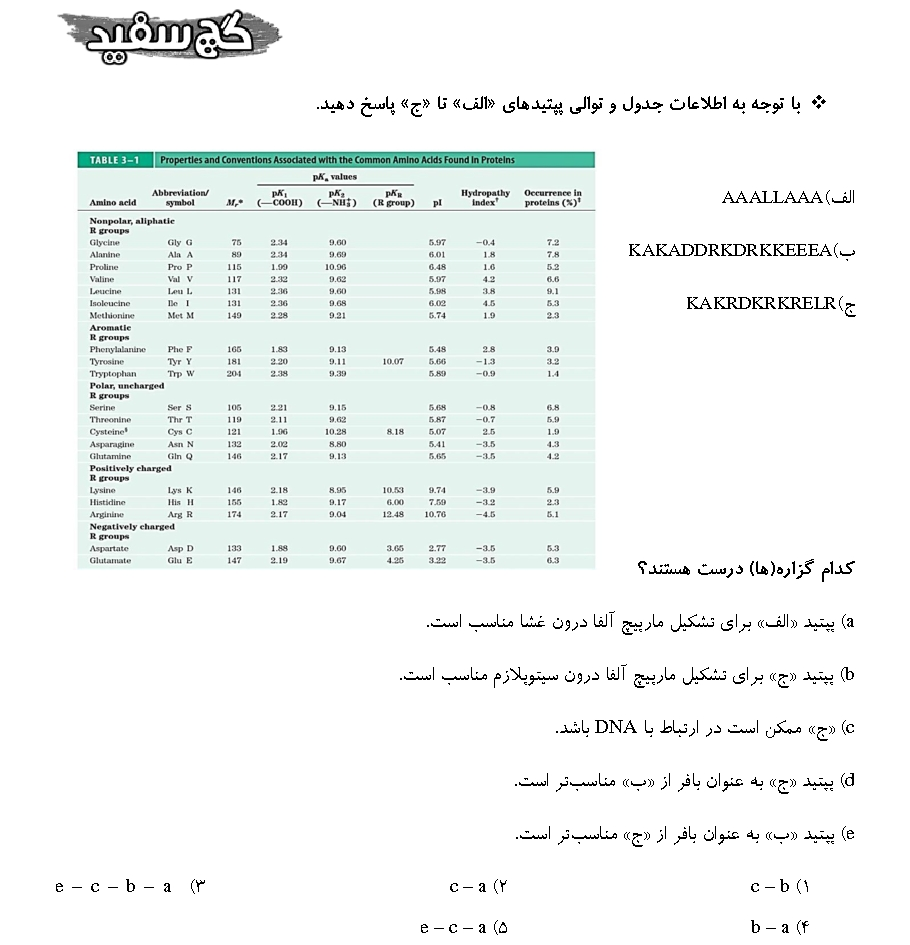 گچ سفید
❖ با توجه به اطلاعات جدول و توالی پپتیدهای «الف» تا «ج» پاسخ دهید.
الف) AAALLAAA
ب) KAKADDRKDRKKEEEA
ج) KAKRDKRKRELR
TABLE 3–1 Properties and Conventions Associated with the Common Amino Acids Found in Proteins
pKa values
Amino acid Abbreviation/ symbol Mr* pK1 (—COOH) pK2 (—NH3+) pKR (R group) pI Hydropathy index† Occurrence in proteins (%)‡
Nonpolar, aliphatic
R groups
Glycine Gly G 75 2.34 9.60 5.97 −0.4 7.2
Alanine Ala A 89 2.34 9.69 6.01 1.8 7.8
Proline Pro P 115 1.99 10.96 6.48 1.6 5.2
Valine Val V 117 2.32 9.62 5.97 4.2 6.6
Leucine Leu L 131 2.36 9.60 5.98 3.8 9.1
Isoleucine Ile I 131 2.36 9.68 6.02 4.5 5.3
Methionine Met M 149 2.28 9.21 5.74 1.9 2.3
Aromatic
R groups
Phenylalanine Phe F 165 1.83 9.13 5.48 2.8 3.9
Tyrosine Tyr Y 181 2.20 9.11 10.07 5.66 −1.3 3.2
Tryptophan Trp W 204 2.38 9.39 5.89 −0.9 1.4
Polar, uncharged
R groups
Serine Ser S 105 2.21 9.15 5.68 −0.8 6.8
Threonine Thr T 119 2.11 9.62 5.87 −0.7 5.9
Cysteine§ Cys C 121 1.96 10.28 8.18 5.07 2.5 1.9
Asparagine Asn N 132 2.02 8.80 5.41 −3.5 4.3
Glutamine Gln Q 146 2.17 9.13 5.65 −3.5 4.2
Positively charged
R groups
Lysine Lys K 146 2.18 8.95 10.53 9.74 −3.9 5.9
Histidine His H 155 1.82 9.17 6.00 7.59 −3.2 2.3
Arginine Arg R 174 2.17 9.04 12.48 10.76 −4.5 5.1
Negatively charged
R groups
Aspartate Asp D 133 1.88 9.60 3.65 2.77 −3.5 5.3
Glutamate Glu E 147 2.19 9.67 4.25 3.22 −3.5 6.3
کدام گزاره(ها) درست هستند؟
a) پپتید «الف» برای تشکیل مارپیچ آلفا درون غشا مناسب است.
b) پپتید «ج» برای تشکیل مارپیچ آلفا درون سیتوپلازم مناسب است.
c) «ج» ممکن است در ارتباط با DNA باشد.
d) پپتید «ج» به عنوان بافر از «ب» مناسب‌تر است.
e) پپتید «ب» به عنوان بافر از «ج» مناسب‌تر است.
۱) c – b ۲) c – a ۳) e – c – b – a
۴) b – a ۵) e – c – a